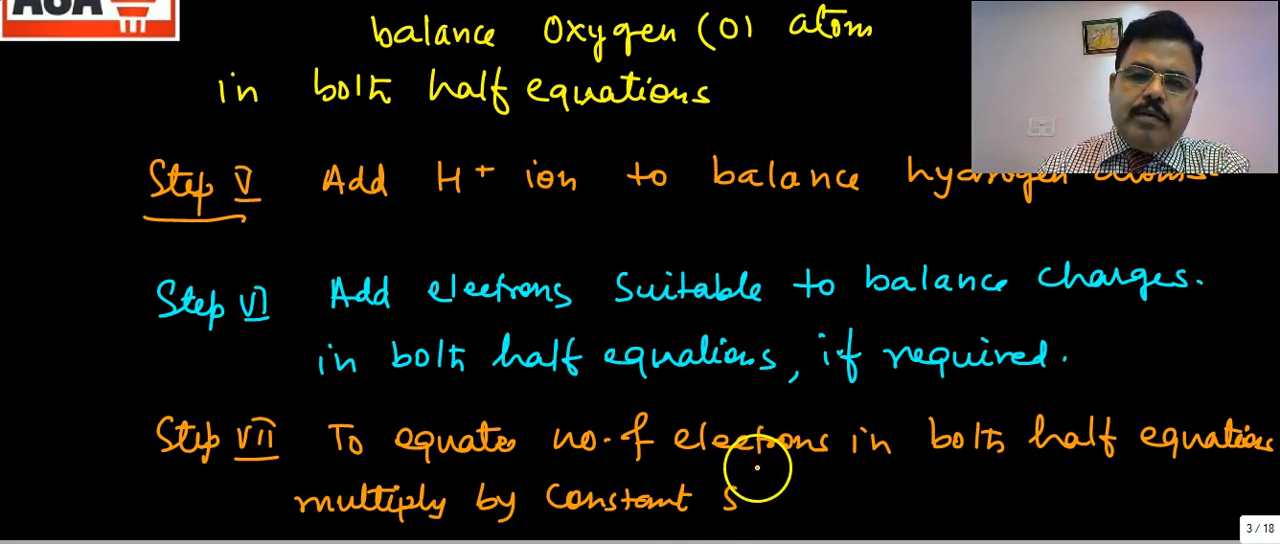 ASA
balance Oxygen (O) atom
in both half equations
Step V Add H+ ion to balance hydrogen atoms
Step VI Add electrons suitable to balance charges.
in both half equations, if required.
Step VII To equate no. of electrons in both half equations
multiply by constant s
3 / 18